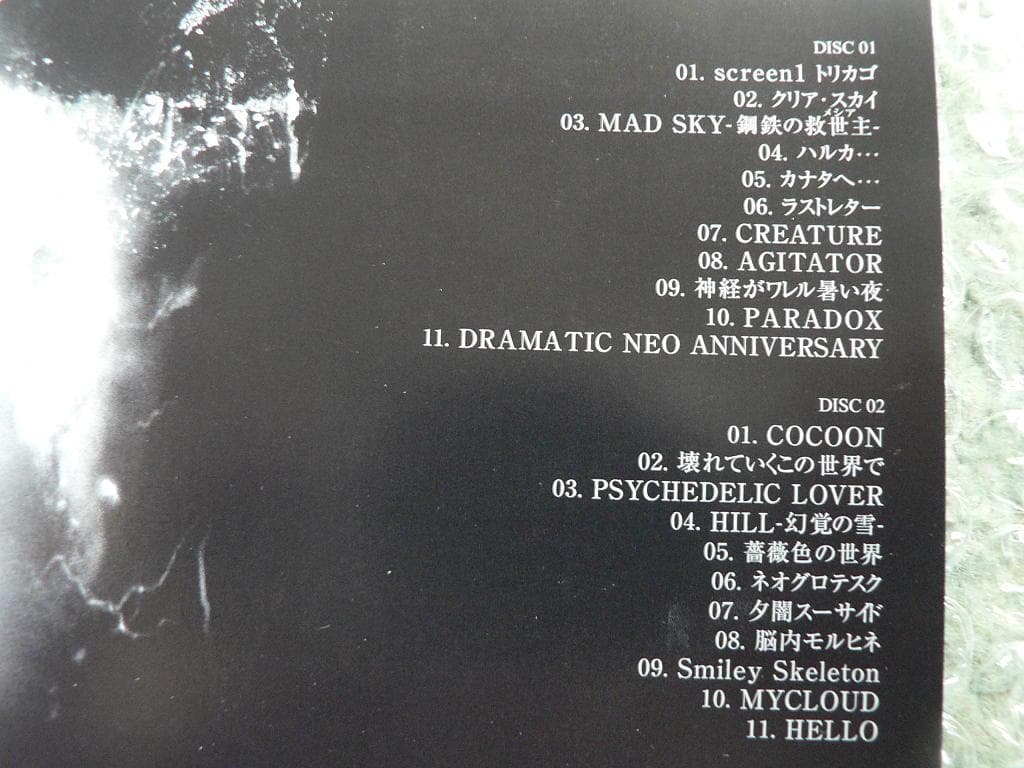 DISC 01
01. screen1 トリカゴ
02. クリア・スカイ
メシア
03. MAD SKY-鋼鉄の救世主-
04. ハルカ…
05. カナタヘ…
06. ラストレター
07. CREATURE
08. AGITATOR
09. 神経がワレル暑い夜
10. PARADOX
11. DRAMATIC NEO ANNIVERSARY
DISC 02
01. COCOON
02. 壊れていくこの世界で
03. PSYCHEDELIC LOVER
04. HILL-幻覚の雪-
05. 薔薇色の世界
06. ネオグロテスク
07. 夕闇スーサイド
08. 脳内モルヒネ
09. Smiley Skeleton
10. MYCLOUD
11. HELLO